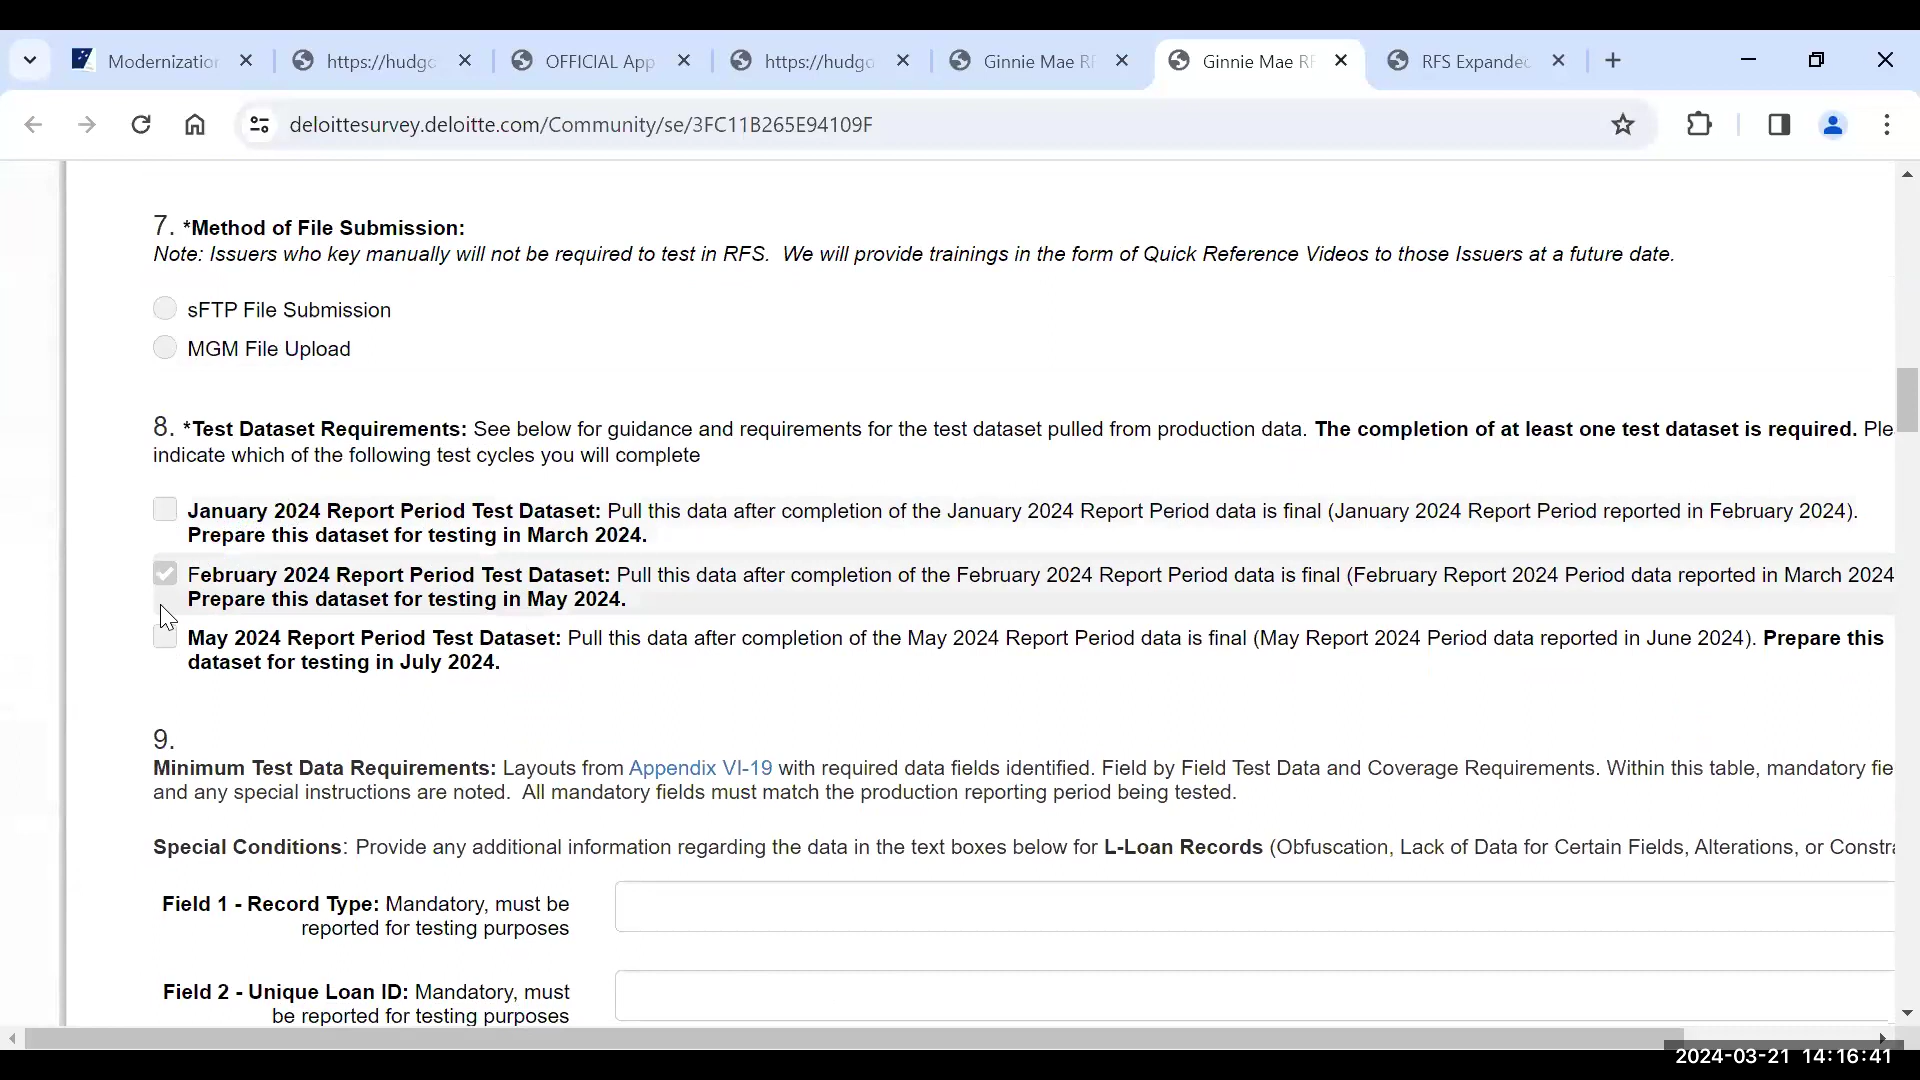 Modernization
https://hudgo
OFFICIAL App
https://hudgo
Ginnie Mae RF
Ginnie Mae RF
RFS Expanded
deloittesurvey.deloitte.com/Community/se/3FC11B265E94109F
7. *Method of File Submission:
Note: Issuers who key manually will not be required to test in RFS. We will provide trainings in the form of Quick Reference Videos to those Issuers at a future date.
sFTP File Submission
MGM File Upload
8. *Test Dataset Requirements: See below for guidance and requirements for the test dataset pulled from production data. The completion of at least one test dataset is required. Ple
indicate which of the following test cycles you will complete
January 2024 Report Period Test Dataset: Pull this data after completion of the January 2024 Report Period data is final (January 2024 Report Period reported in February 2024).
Prepare this dataset for testing in March 2024.
February 2024 Report Period Test Dataset: Pull this data after completion of the February 2024 Report Period data is final (February Report 2024 Period data reported in March 2024
Prepare this dataset for testing in May 2024.
May 2024 Report Period Test Dataset: Pull this data after completion of the May 2024 Report Period data is final (May Report 2024 Period data reported in June 2024). Prepare this
dataset for testing in July 2024.
9.
Minimum Test Data Requirements: Layouts from Appendix VI-19 with required data fields identified. Field by Field Test Data and Coverage Requirements. Within this table, mandatory fie
and any special instructions are noted. All mandatory fields must match the production reporting period being tested.
Special Conditions: Provide any additional information regarding the data in the text boxes below for L-Loan Records (Obfuscation, Lack of Data for Certain Fields, Alterations, or Constra
Field 1 - Record Type: Mandatory, must be
reported for testing purposes
Field 2 - Unique Loan ID: Mandatory, must
be reported for testing purposes
2024-03-21 14:16:41